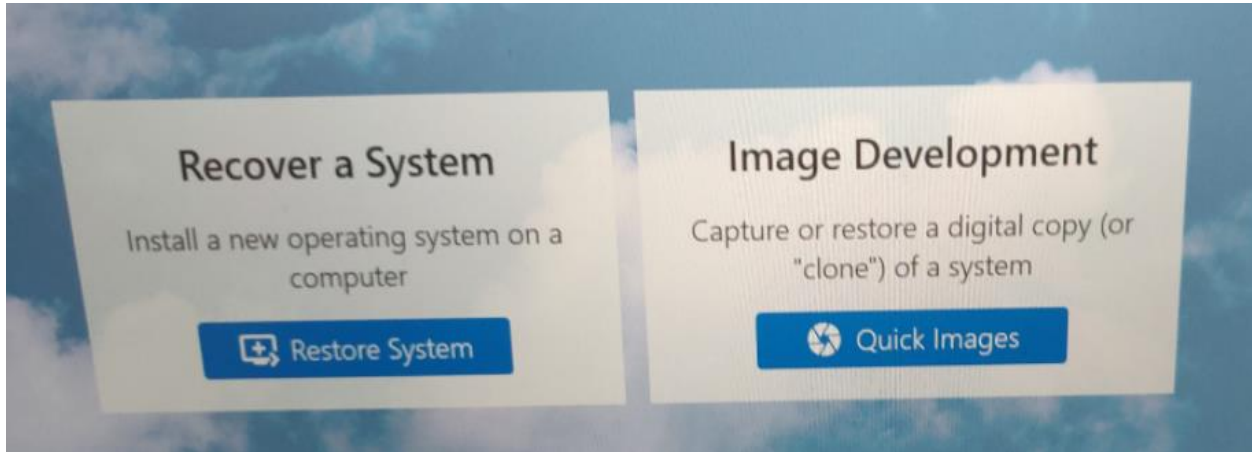 Recover a System
Install a new operating system on a
computer
Restore System
Image Development
Capture or restore a digital copy (or
"clone") of a system
Quick Images